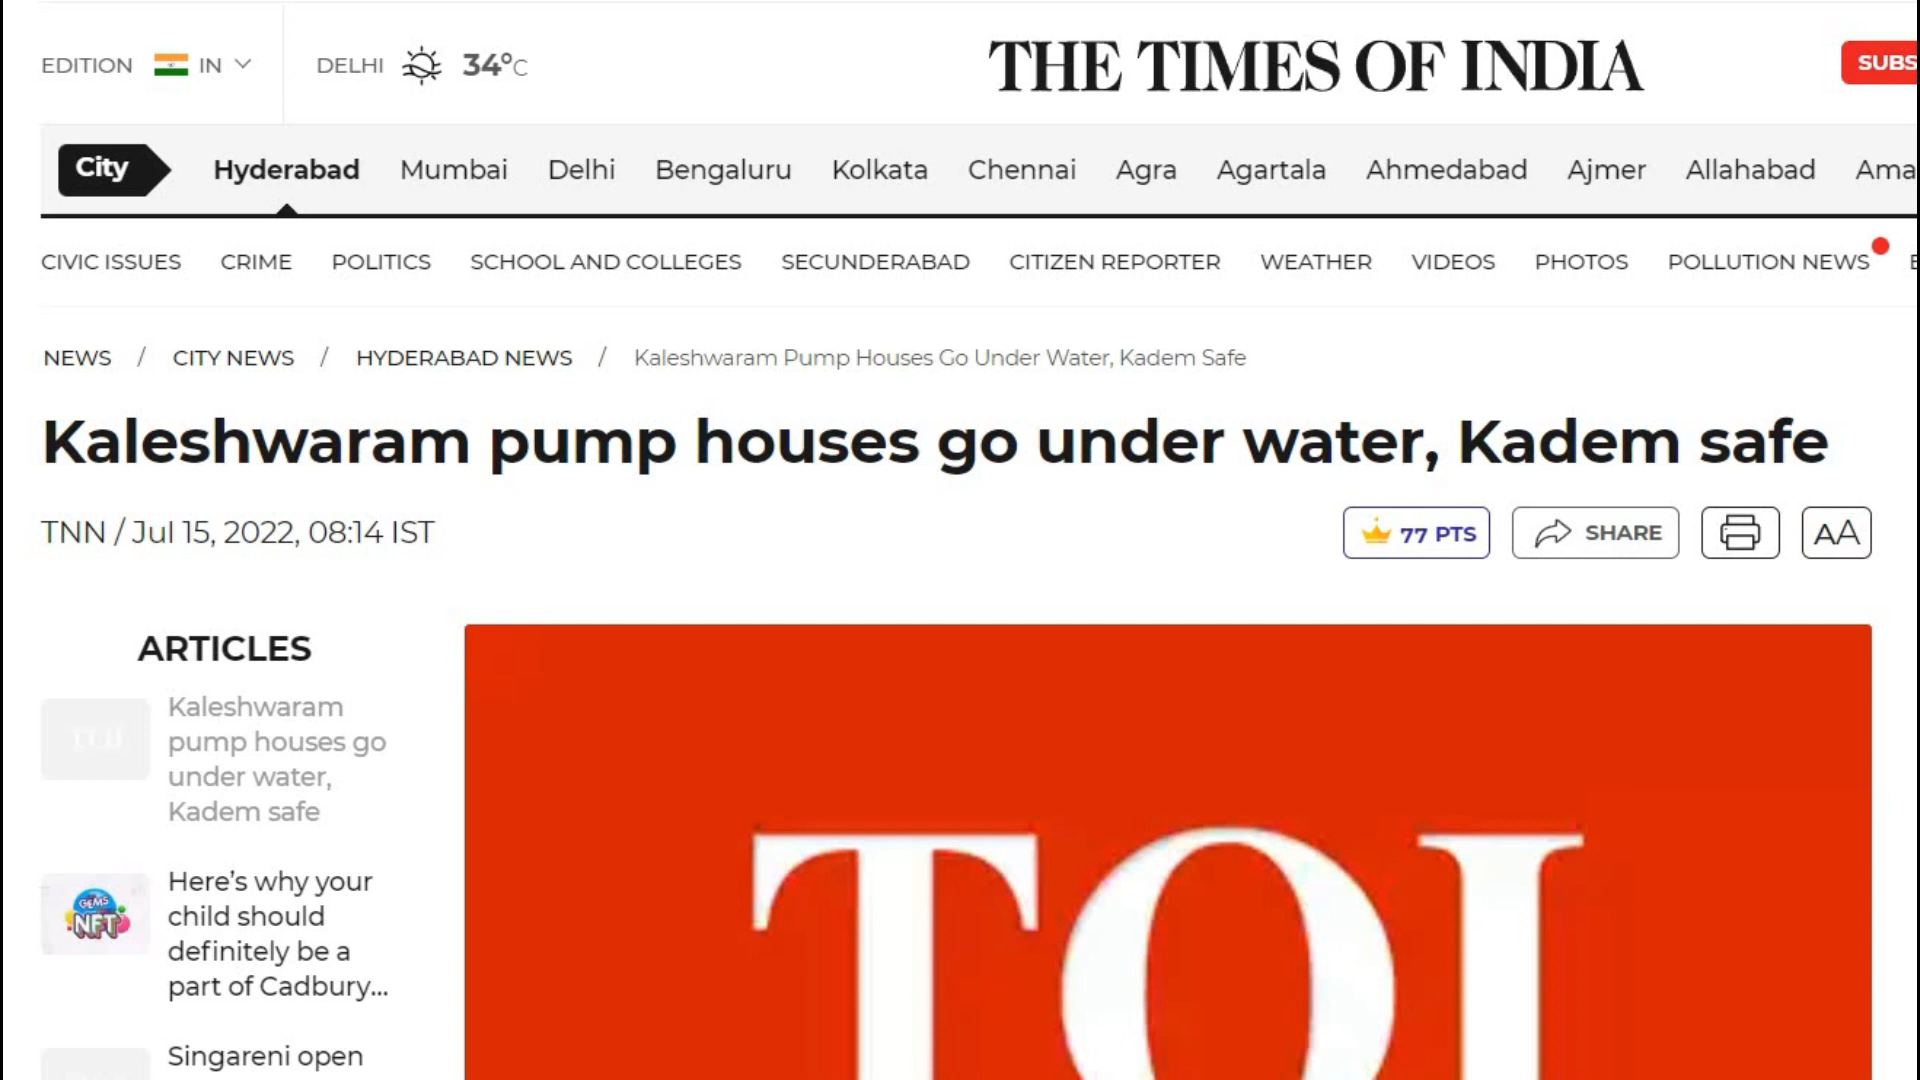 EDITION IN DELHI 34°C THE TIMES OF INDIA SUBS
City Hyderabad Mumbai Delhi Bengaluru Kolkata Chennai Agra Agartala Ahmedabad Ajmer Allahabad Ama
CIVIC ISSUES CRIME POLITICS SCHOOL AND COLLEGES SECUNDERABAD CITIZEN REPORTER WEATHER VIDEOS PHOTOS POLLUTION NEWS
NEWS / CITY NEWS / HYDERABAD NEWS / Kaleshwaram Pump Houses Go Under Water, Kadem Safe
Kaleshwaram pump houses go under water, Kadem safe
TNN / Jul 15, 2022, 08:14 IST 77 PTS SHARE AA
ARTICLES
Kaleshwaram
pump houses go
under water,
Kadem safe
TOI
GEMS
NFT
Here's why your
child should
definitely be a
part of Cadbury...
Singareni open
TOI